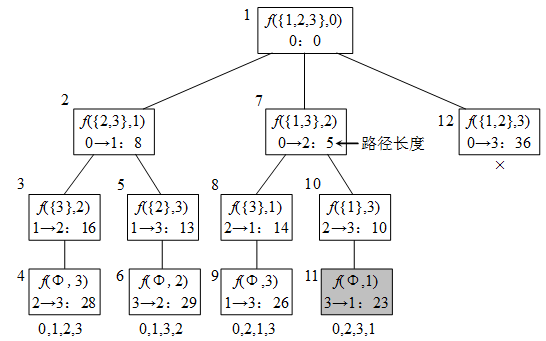 1
f({1,2,3},0)
0：0
2
f({2,3},1)
0→1：8
7
f({1,3},2)
0→2：5
路径长度
12
f({1,2},3)
0→3：36
×
3
f({3},2)
1→2：16
5
f({2},3)
1→3：13
8
f({3},1)
2→1：14
10
f({1},3)
2→3：10
4
f(Φ, 3)
2→3：28
6
f(Φ, 2)
3→2：29
9
f(Φ,3)
1→3：26
11
f(Φ,1)
3→1：23
0,1,2,3
0,1,3,2
0,2,1,3
0,2,3,1